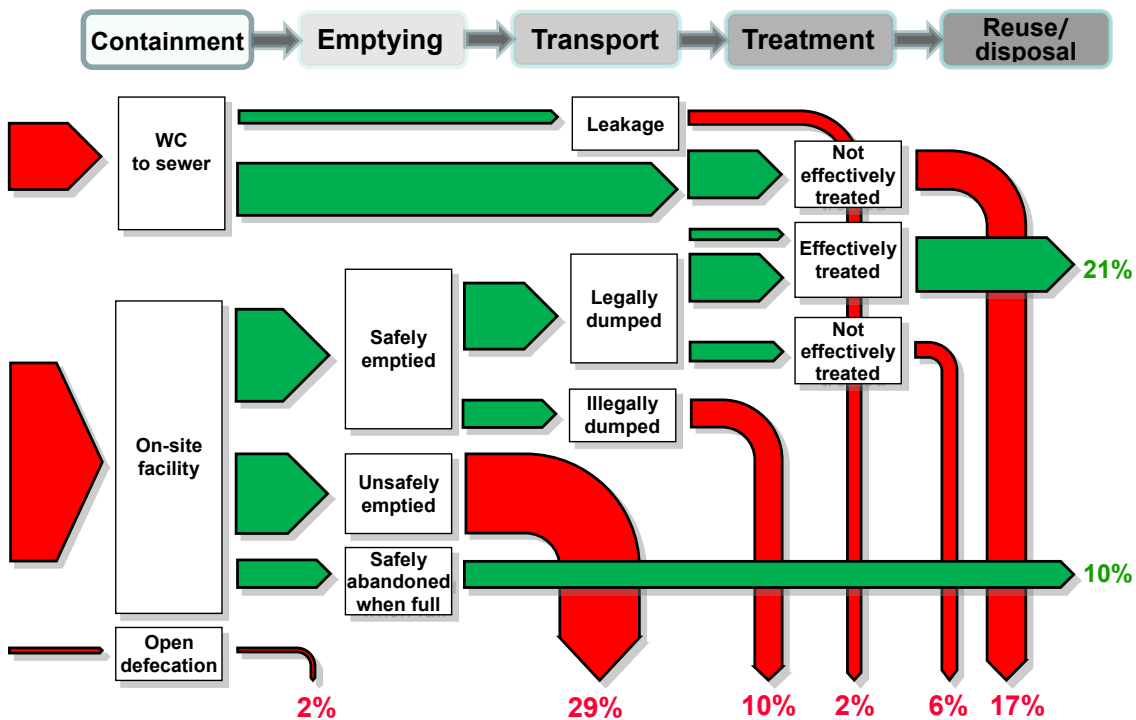 Containment
Emptying
Transport
Treatment
Reuse/
disposal
WC
to sewer
Leakage
Not
effectively
treated
Effectively
treated
21%
On-site
facility
Safely
emptied
Legally
dumped
Not
effectively
treated
Illegally
dumped
Unsafely
emptied
Safely
abandoned
when full
10%
Open
defecation
2%
29%
10%
2%
6%
17%